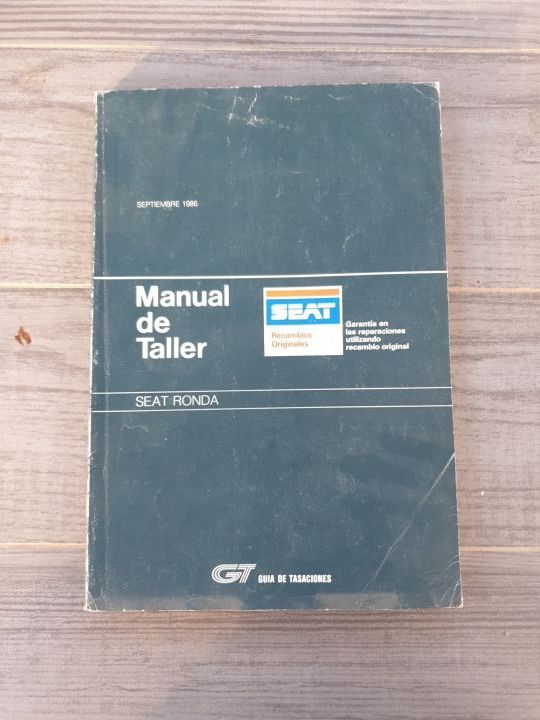 SEPTIEMBRE 1986
Manual
de
Taller
SEAT
Recambios
Originales
Garantía en
las reparaciones
utilizando
recambio original
SEAT RONDA
GT GUIA DE TASACIONES